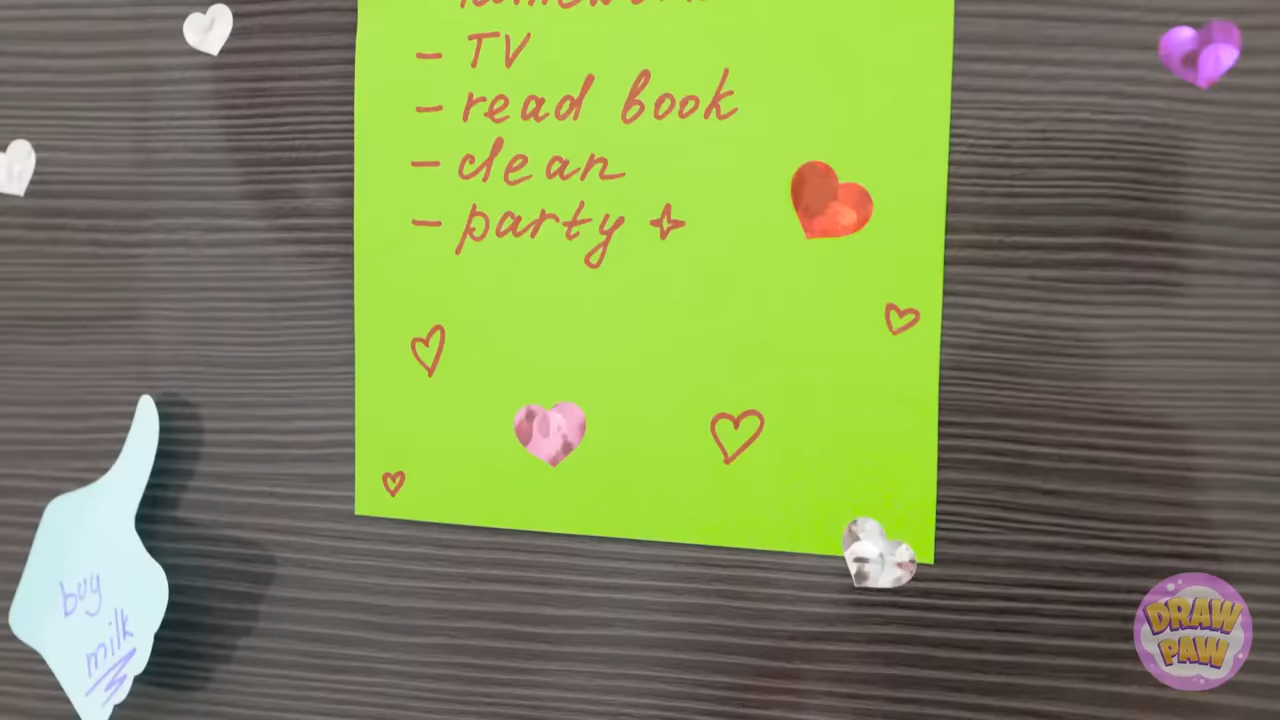 - TV
- read book
- clean
- party
buy
milk
DRAW
PAW